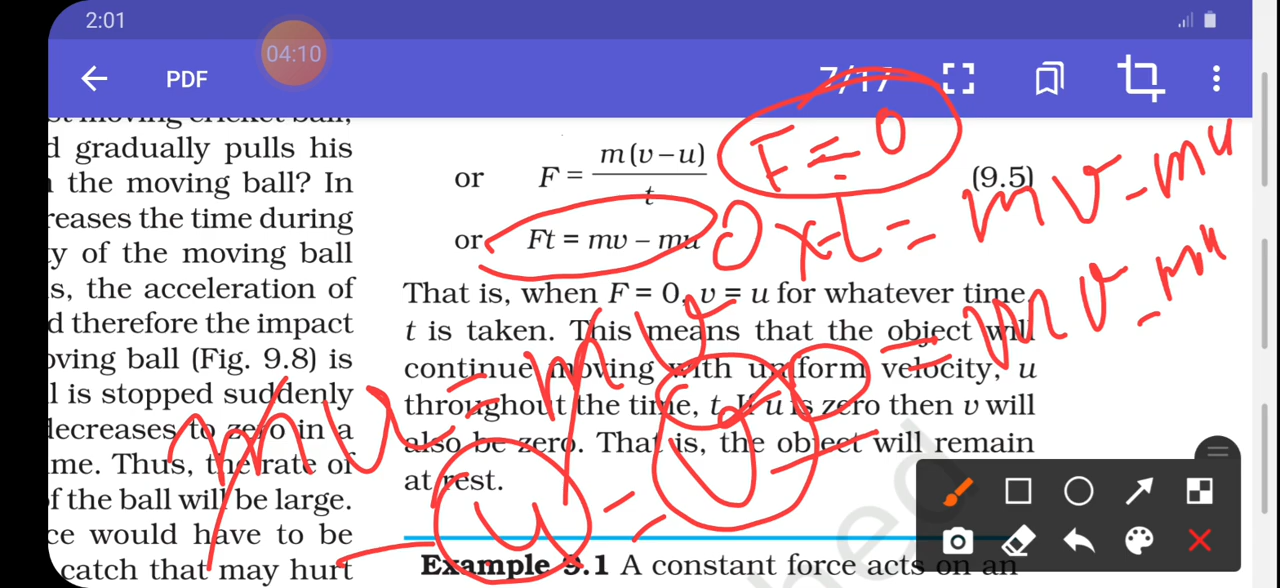 2:01
04:10
PDF
7/17
d gradually pulls his
the moving ball? In
reases the time during
ty of the moving ball
s, the acceleration of
d therefore the impact
oving ball (Fig. 9.8) is
l is stopped suddenly
decreases to zero in a
me. Thus, the rate of
of the ball will be large.
ce would have to be
catch that may hurt
or F = m(v – u) / t (9.5)
or Ft = mv – mu
F = 0
0 x t = mv - mu
0 = mv - mu
mu = mv
u = v
That is, when F = 0, v = u for whatever time,
t is taken. This means that the object will
continue moving with uniform velocity, u
throughout the time, t. If u is zero then v will
also be zero. That is, the object will remain
at rest.
Example 9.1 A constant force acts on an